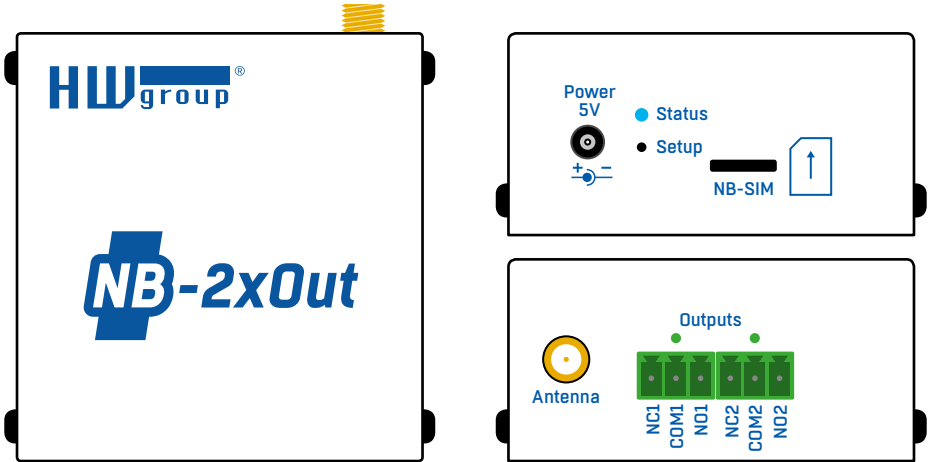 HW group®
NB-2xOut
Power
5V
Status
Setup
+ −
NB-SIM
Outputs
Antenna
NC1
COM1
NO1
NC2
COM2
NO2